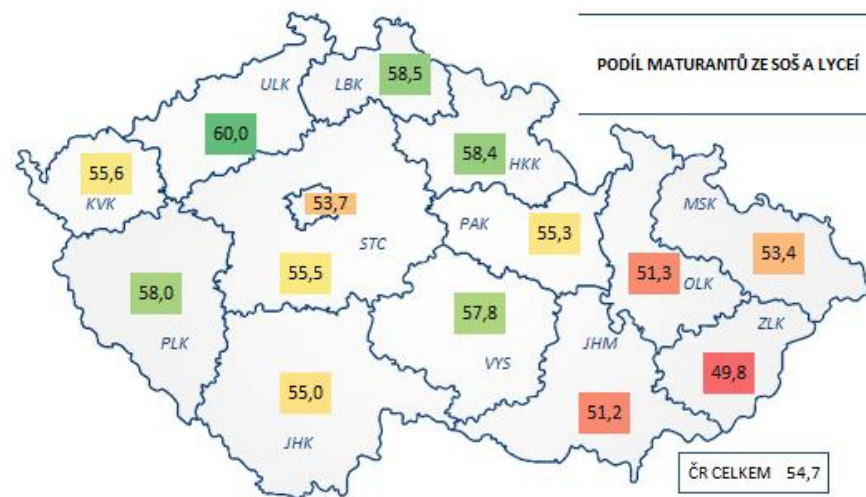 PODÍL MATURANTŮ ZE SOŠ A LYCEÍ
ULK
60,0
LBK
58,5
58,4
HKK
55,6
KVK
53,7
STC
55,5
PAK
55,3
MSK
53,4
51,3
OLK
58,0
PLK
57,8
VYS
JHM
51,2
ZLK
49,8
55,0
JHK
ČR CELKEM 54,7